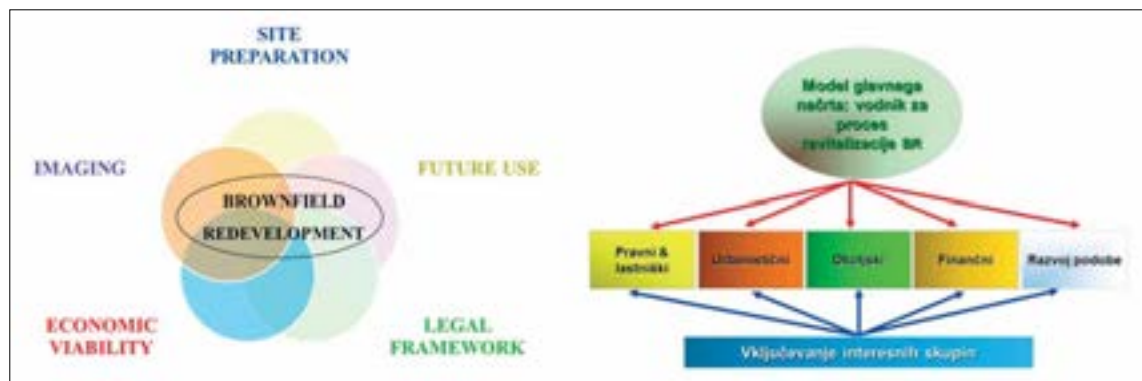 SITE
PREPARATION
IMAGING
FUTURE USE
BROWNFIELD
REDEVELOPMENT
ECONOMIC
VIABILITY
LEGAL
FRAMEWORK
Model glavnega
načrta: vodnik za
proces
revitalizacije BR
Pravni &
lastniški
Urbanistični
Okoljski
Finančni
Razvoj podobe
Vključevanje interesnih skupin